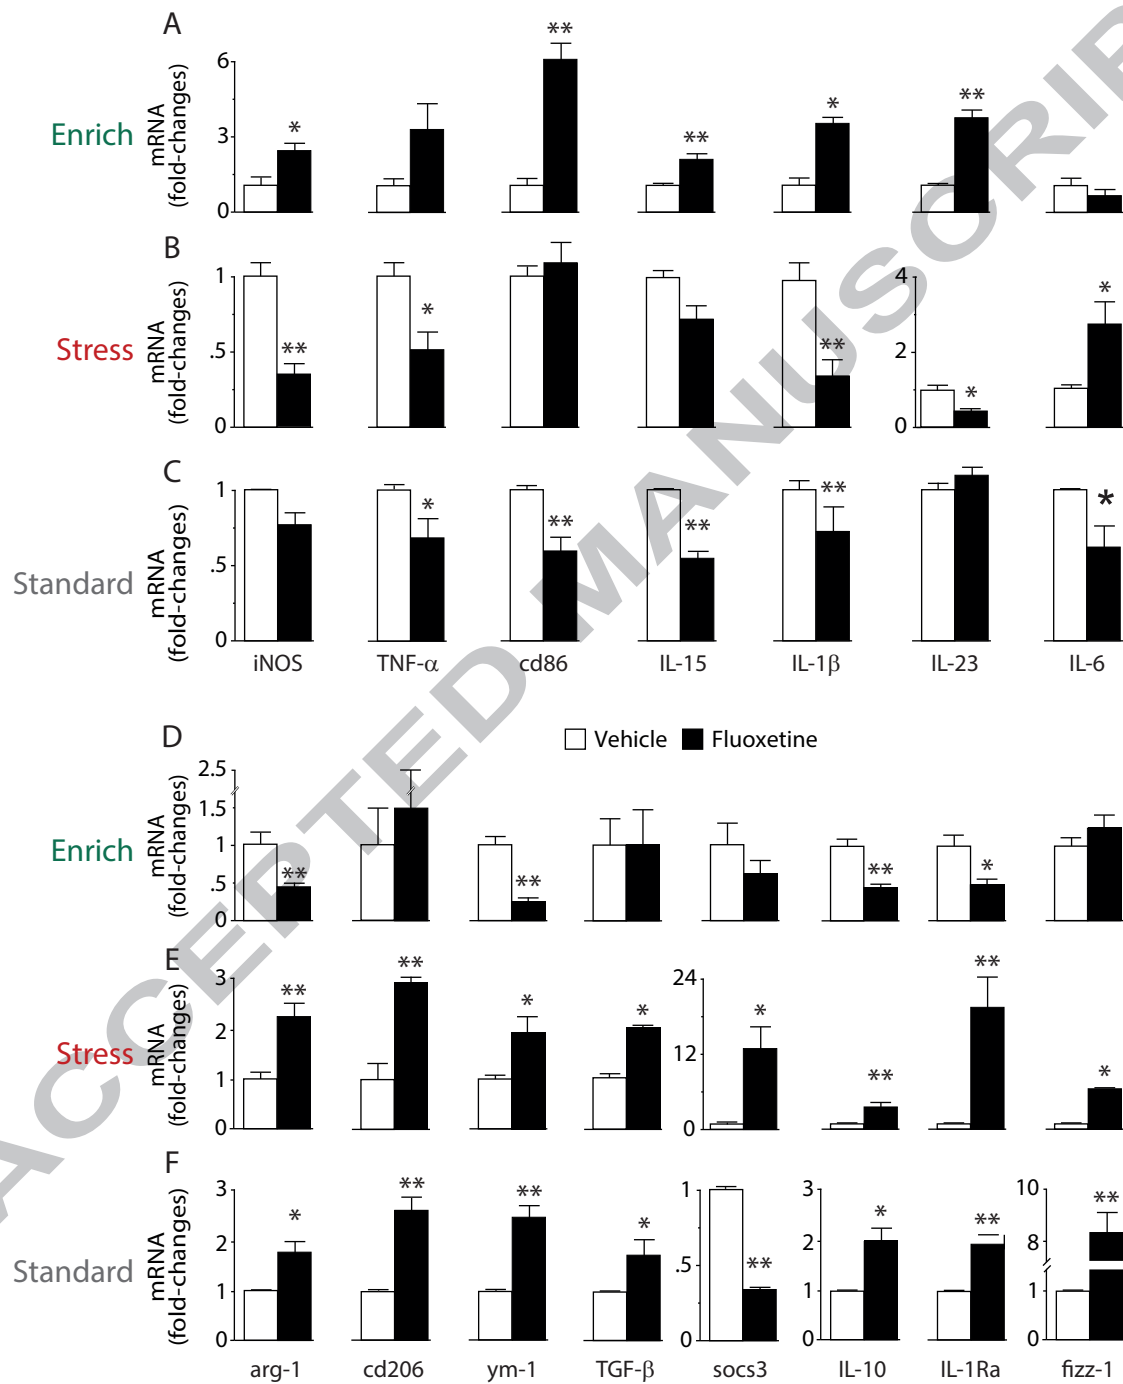 A
**
6
*
**
*
**
Enrich
mRNA
(fold-changes)
3
0
B
1
*
**
**
4
*
*
Stress
mRNA
(fold-changes)
.5
2
0
0
C
1
*
**
**
**
*
Standard
mRNA
(fold-changes)
.5
0
iNOS TNF-α cd86 IL-15 IL-1β IL-23 IL-6
D
Vehicle Fluoxetine
2.5
1.5
Enrich
mRNA
(fold-changes)
1
.5
0
**
**
**
*
E
3
**
**
*
*
24
*
**
**
*
Stress
mRNA
(fold-changes)
2
1
0
12
0
F
3
*
**
**
*
1
**
3
*
**
10
**
Standard
mRNA
(fold-changes)
2
1
0
.5
0
2
1
0
8
1
0
arg-1 cd206 ym-1 TGF-β socs3 IL-10 IL-1Ra fizz-1
ACCEPTED MANUSCRIP